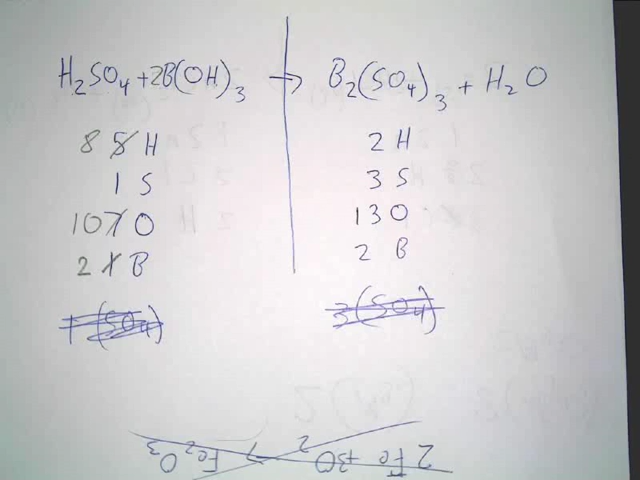 H₂SO₄ + 2B(OH)₃ → B₂(SO₄)₃ + H₂O
8 5 H 2 H
1 S 3 S
10 7 O 13 O
2 1 B 2 B
1 (SO₄) 3 (SO₄)
2 Fe + 3O₂ → Fe₂O₃